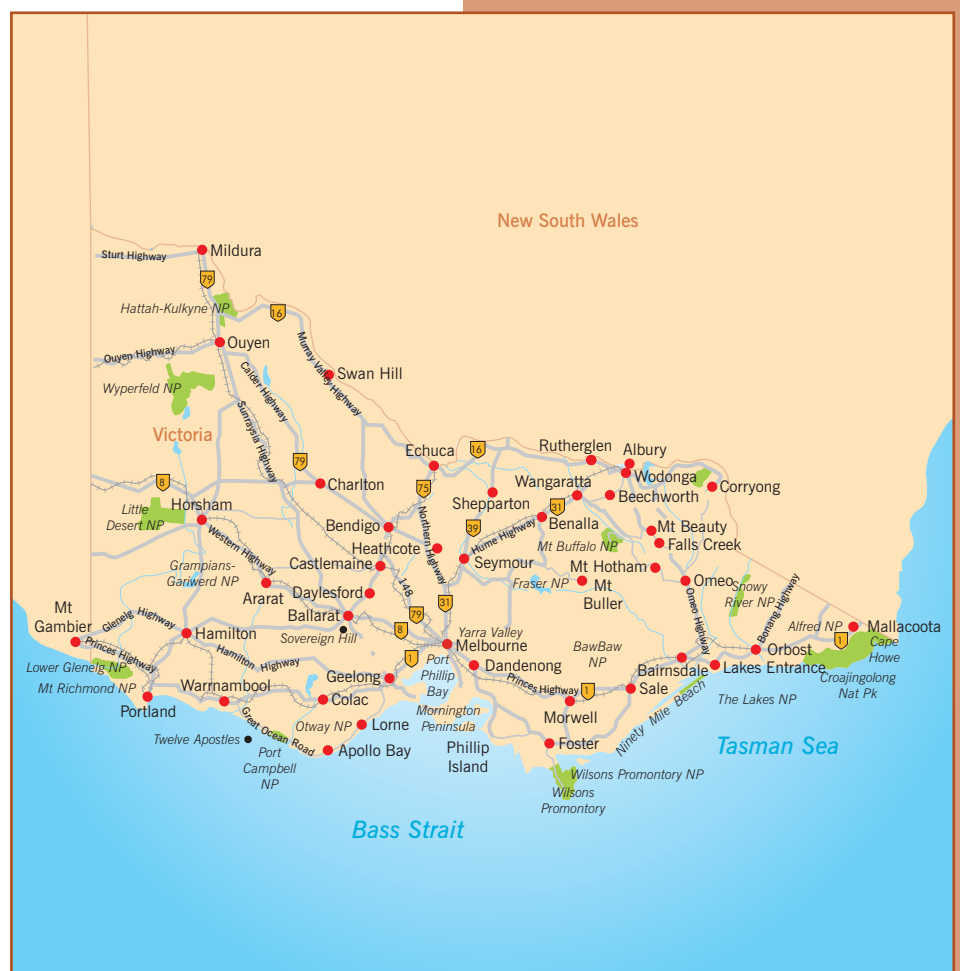 New South Wales
Sturt Highway
Mildura
79
Hattah-Kulkyne NP
16
Ouyen
Ouyen Highway
Murray Valley Highway
Swan Hill
Calder Highway
Wyperfeld NP
Sunraysia Highway
Victoria
Echuca
16
Rutherglen
Albury
79
8
Charlton
75
Shepparton
Wangaratta
Wodonga
Beechworth
Corryong
Horsham
Little
Desert NP
Bendigo
Northern Highway
39
31
Hume Highway
Benalla
Mt Buffalo NP
Mt Beauty
Falls Creek
Western Highway
Heathcote
Castlemaine
Seymour
Mt Hotham
Grampians-
Gariwerd NP
Ararat
Daylesford
148
Fraser NP
Mt
Buller
Omeo
Snowy
River NP
Omeo Highway
Bonang Highway
31
79
8
Ballarat
Sovereign Hill
Mt
Gambier
Glenelg Highway
Hamilton
Princes Highway
Hamilton Highway
Melbourne
Yarra Valley
1
Port
Phillip
Bay
BawBaw
NP
Alfred NP
Mallacoota
1
Cape
Howe
Orbost
Croajingolong
Nat Pk
Lower Glenelg NP
Mt Richmond NP
Portland
Warrnambool
Geelong
Colac
Dandenong
Princes Highway
1
Bairnsdale
Lakes Entrance
Sale
The Lakes NP
Morwell
Ninety Mile Beach
Great Ocean Road
Otway NP
Lorne
Mornington
Peninsula
Twelve Apostles
Port
Campbell
NP
Apollo Bay
Phillip
Island
Foster
Tasman Sea
Wilsons Promontory NP
Wilsons
Promontory
Bass Strait